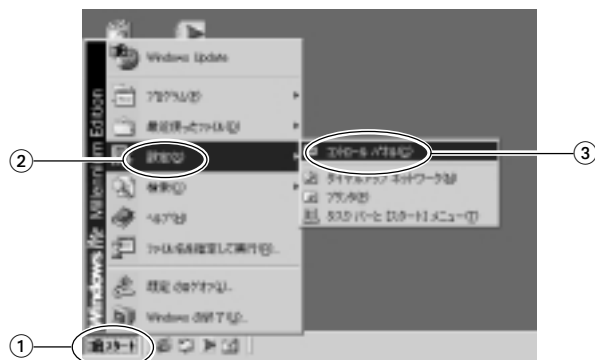 Windows Update
プログラム(P)
最近使ったファイル(D)
② 設定(S)
コントロール パネル(C) ③
ダイヤルアップ ネットワーク(D)
プリンタ(P)
タスク バーと [スタート] メニュー(T)
検索(C)
ヘルプ(H)
ファイル名を指定して実行(R)...
Windows の終了(U)...
Windows Me Millennium Edition
① スタート